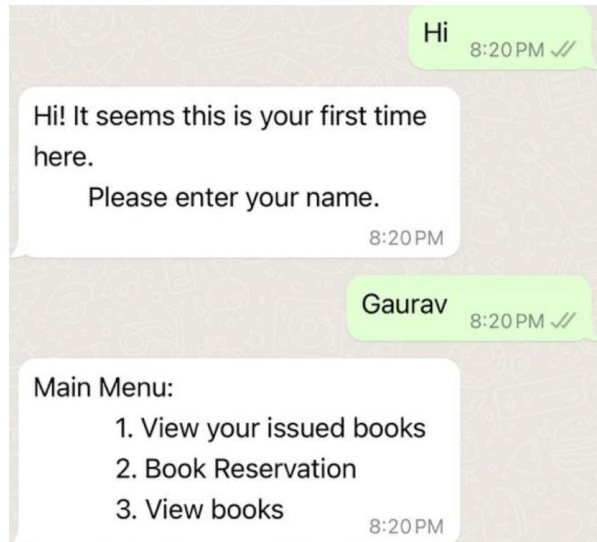 Hi
8:20 PM
Hi! It seems this is your first time
here.
Please enter your name.
8:20 PM
Gaurav
8:20 PM
Main Menu:
1. View your issued books
2. Book Reservation
3. View books
8:20 PM